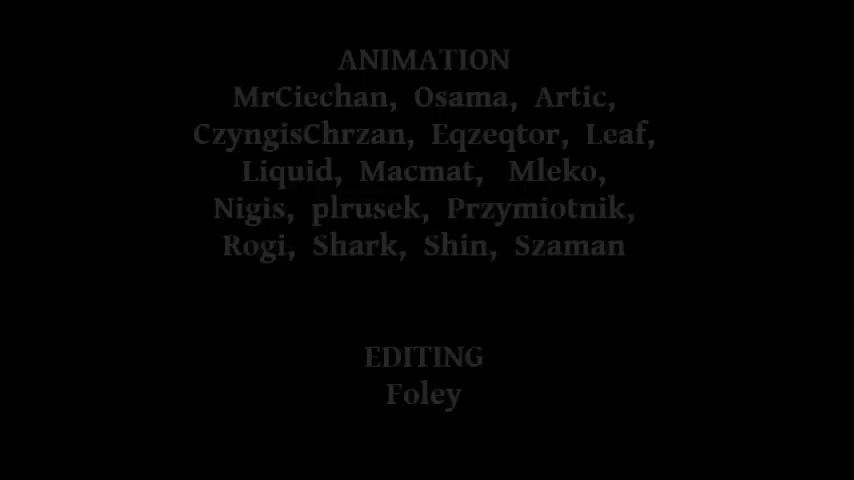 ANIMATION
MrCiechan, Osama, Artic,
CzyngisChrzan, Eqzeqtor, Leaf,
Liquid, Macmat, Mleko,
Nigis, plrusek, Przymiotnik,
Rogi, Shark, Shin, Szaman
EDITING
Foley